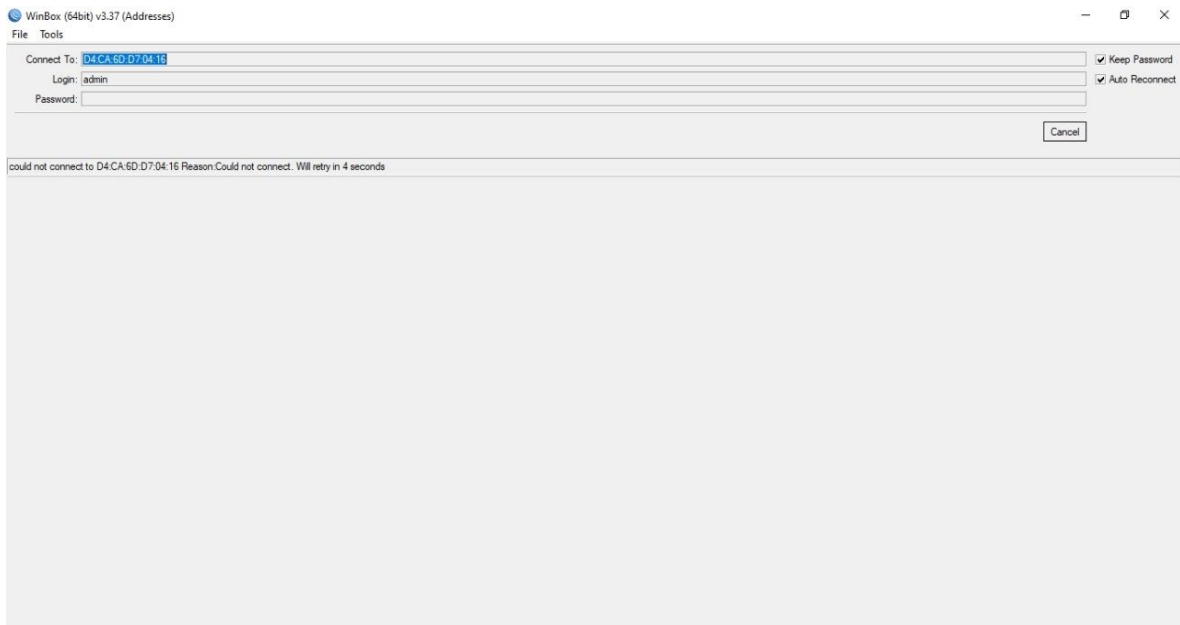 WinBox (64bit) v3.37 (Addresses)
File Tools
Connect To: D4:CA:6D:D7:04:16
Keep Password
Login: admin
Auto Reconnect
Password:
Cancel
could not connect to D4:CA:6D:D7:04:16 Reason:Could not connect. Will retry in 4 seconds